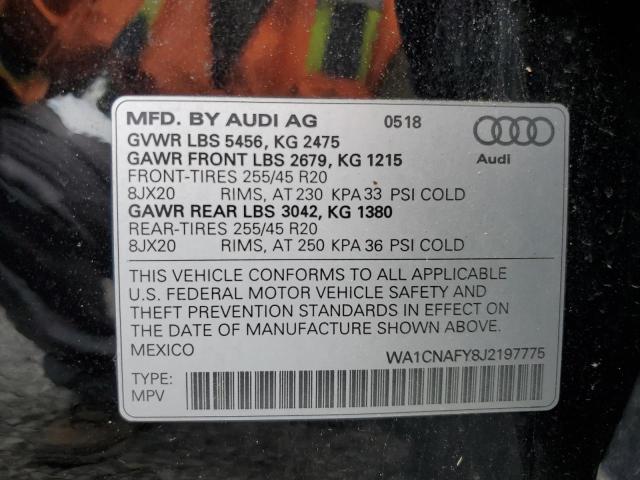 MFD. BY AUDI AG 0518
GVWR LBS 5456, KG 2475
GAWR FRONT LBS 2679, KG 1215
FRONT-TIRES 255/45 R20
8JX20 RIMS, AT 230 KPA 33 PSI COLD
GAWR REAR LBS 3042, KG 1380
REAR-TIRES 255/45 R20
8JX20 RIMS, AT 250 KPA 36 PSI COLD
Audi
THIS VEHICLE CONFORMS TO ALL APPLICABLE
U.S. FEDERAL MOTOR VEHICLE SAFETY AND
THEFT PREVENTION STANDARDS IN EFFECT ON
THE DATE OF MANUFACTURE SHOWN ABOVE.
MEXICO WA1CNAFY8J2197775
TYPE:
MPV